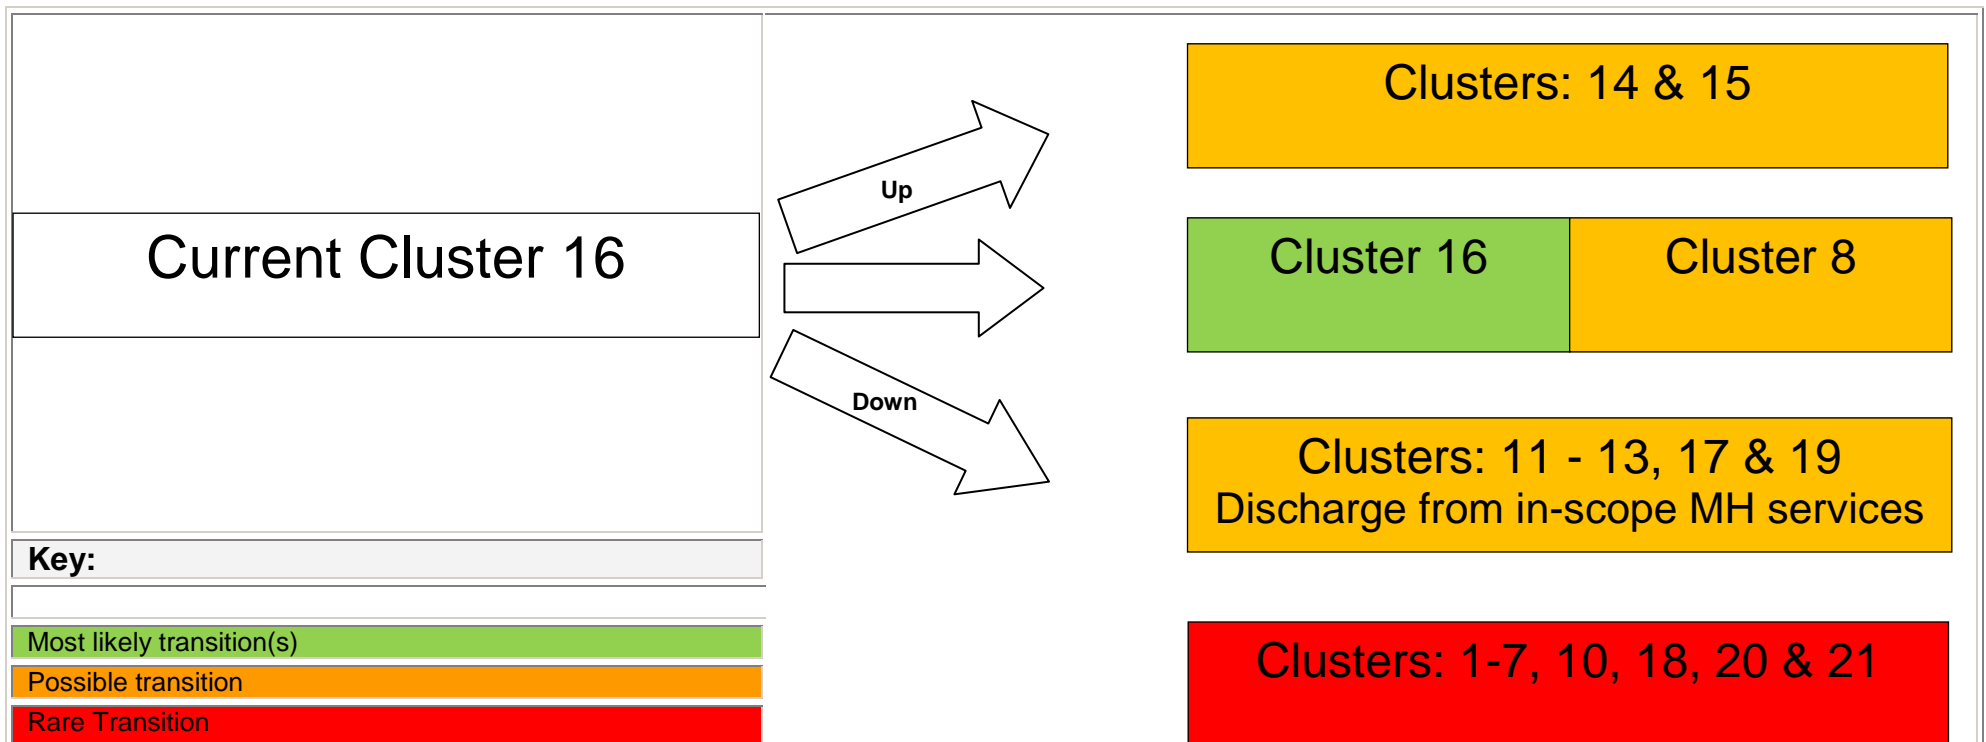 Current Cluster 16
Up
Down
Clusters: 14 & 15
Cluster 16
Cluster 8
Clusters: 11 - 13, 17 & 19
Discharge from in-scope MH services
Clusters: 1-7, 10, 18, 20 & 21
Key:
Most likely transition(s)
Possible transition
Rare Transition